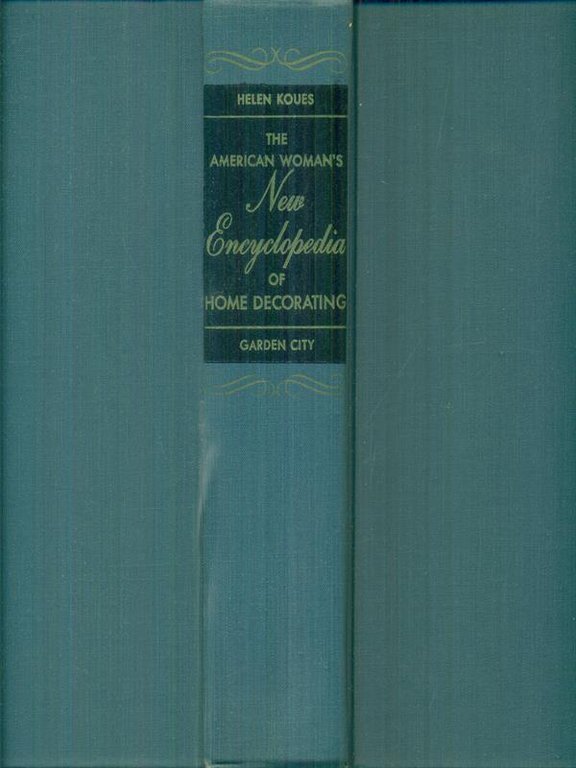 HELEN KOUES
THE
AMERICAN WOMAN'S
New
Encyclopedia
OF
HOME DECORATING
GARDEN CITY